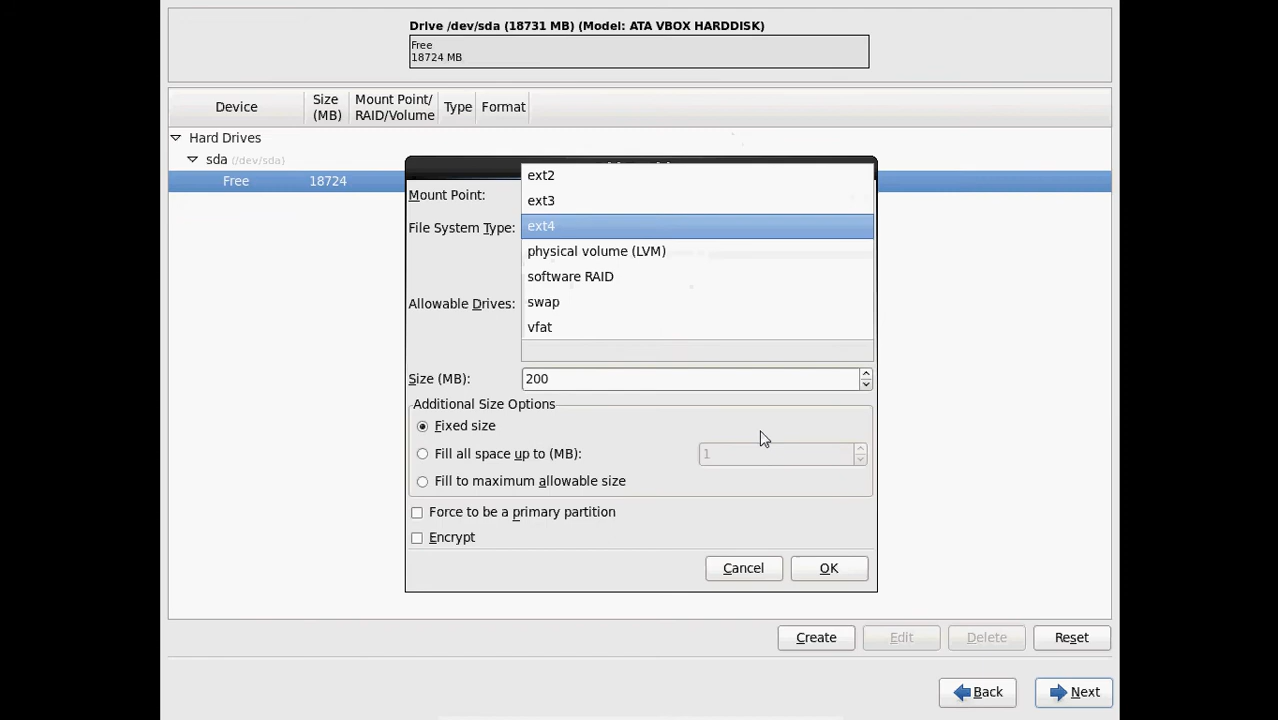 Drive /dev/sda (18731 MB) (Model: ATA VBOX HARDDISK)
Free
18724 MB
Device
Size
(MB)
Mount Point/
RAID/Volume
Type
Format
Hard Drives
sda (/dev/sda)
Free 18724
Mount Point:
File System Type:
ext2
ext3
ext4
physical volume (LVM)
software RAID
swap
vfat
Allowable Drives:
Size (MB): 200
Additional Size Options
Fixed size
Fill all space up to (MB): 1
Fill to maximum allowable size
Force to be a primary partition
Encrypt
Cancel OK
Create Edit Delete Reset
Back Next